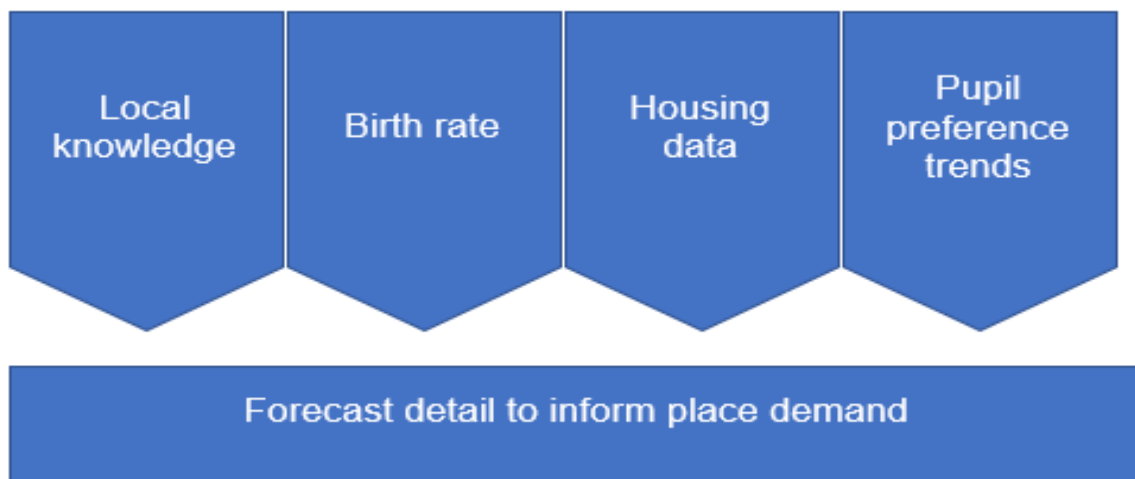 Local
knowledge
Birth rate
Housing
data
Pupil
preference
trends
Forecast detail to inform place demand